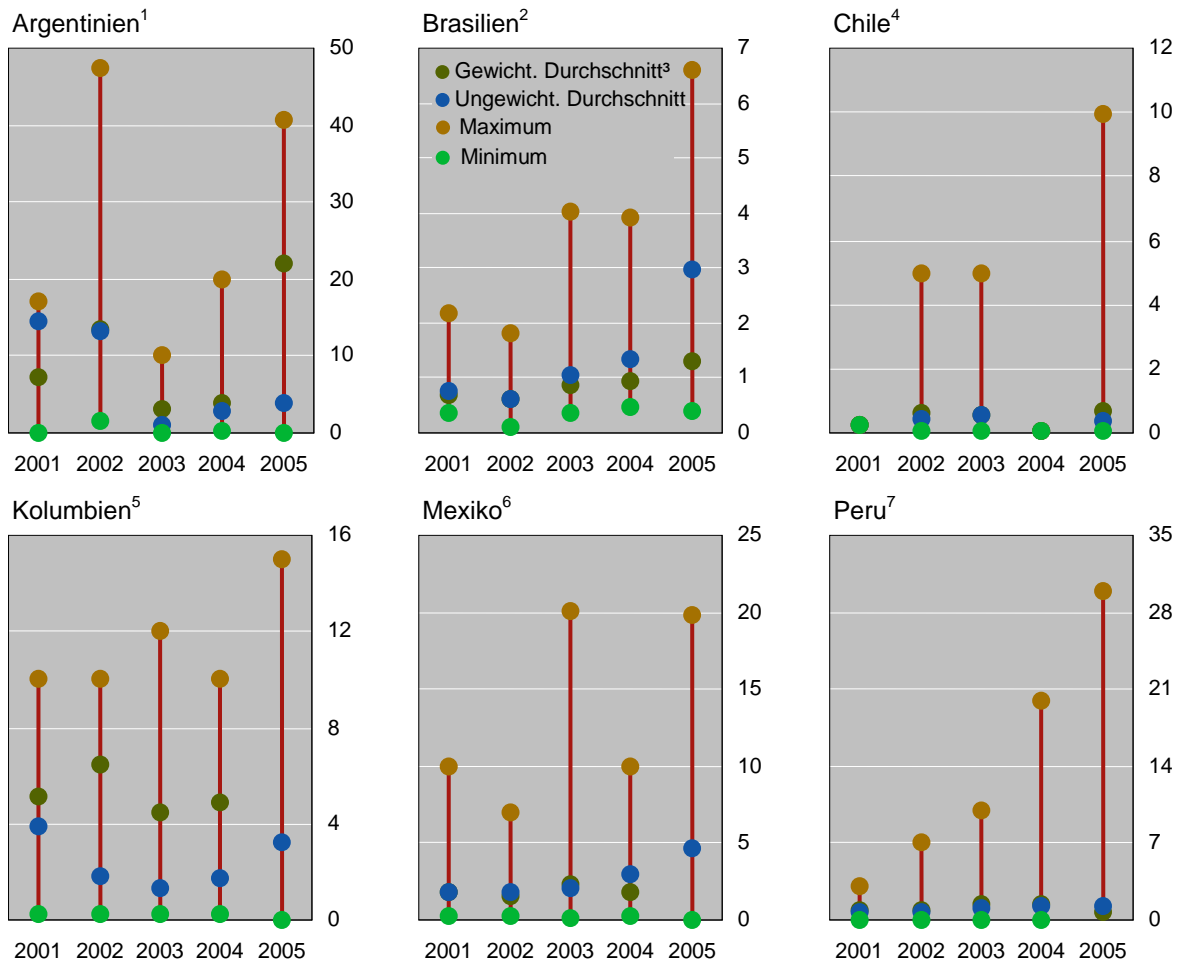 Argentinien¹
50
40
30
20
10
0
2001 2002 2003 2004 2005
Brasilien²
Gewicht. Durchschnitt³
Ungewicht. Durchschnitt
Maximum
Minimum
7
6
5
4
3
2
1
0
2001 2002 2003 2004 2005
Chile⁴
12
10
8
6
4
2
0
2001 2002 2003 2004 2005
Kolumbien⁵
16
12
8
4
0
2001 2002 2003 2004 2005
Mexiko⁶
25
20
15
10
5
0
2001 2002 2003 2004 2005
Peru⁷
35
28
21
14
7
0
2001 2002 2003 2004 2005